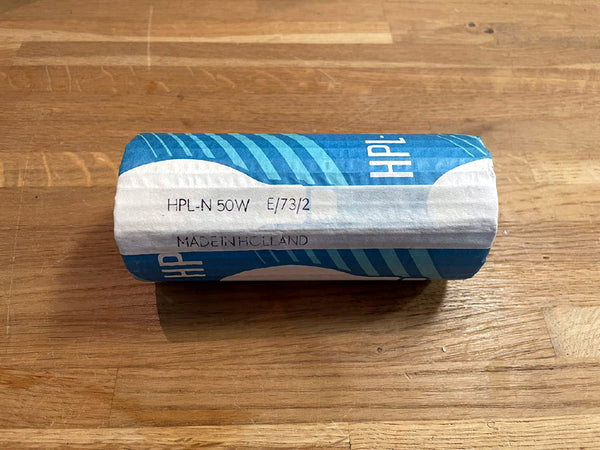 HPL-
HPL-N 50W E/73/2
MADE IN HOLLAND
HP